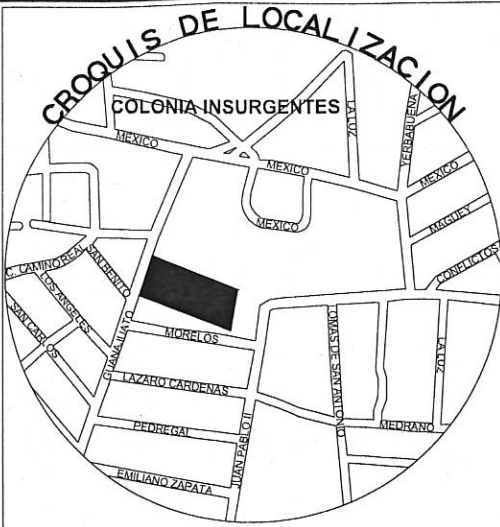 CROQUIS DE LOCALIZACION
COLONIA INSURGENTES
LA LUZ
YERBABUENA
MEXICO
MEXICO
MEXICO
MEXICO
MAGUEY
CONFLICTOS
C. CAMINO REAL
SAN BENITO
LOS ANGELES
SAN CARLOS
GUANAJUATO
MORELOS
LAZARO CARDENAS
PEDREGAL
EMILIANO ZAPATA
JUAN PABLO II
LOMAS DE SAN ANTONIO
LA LUZ
MEDRANO